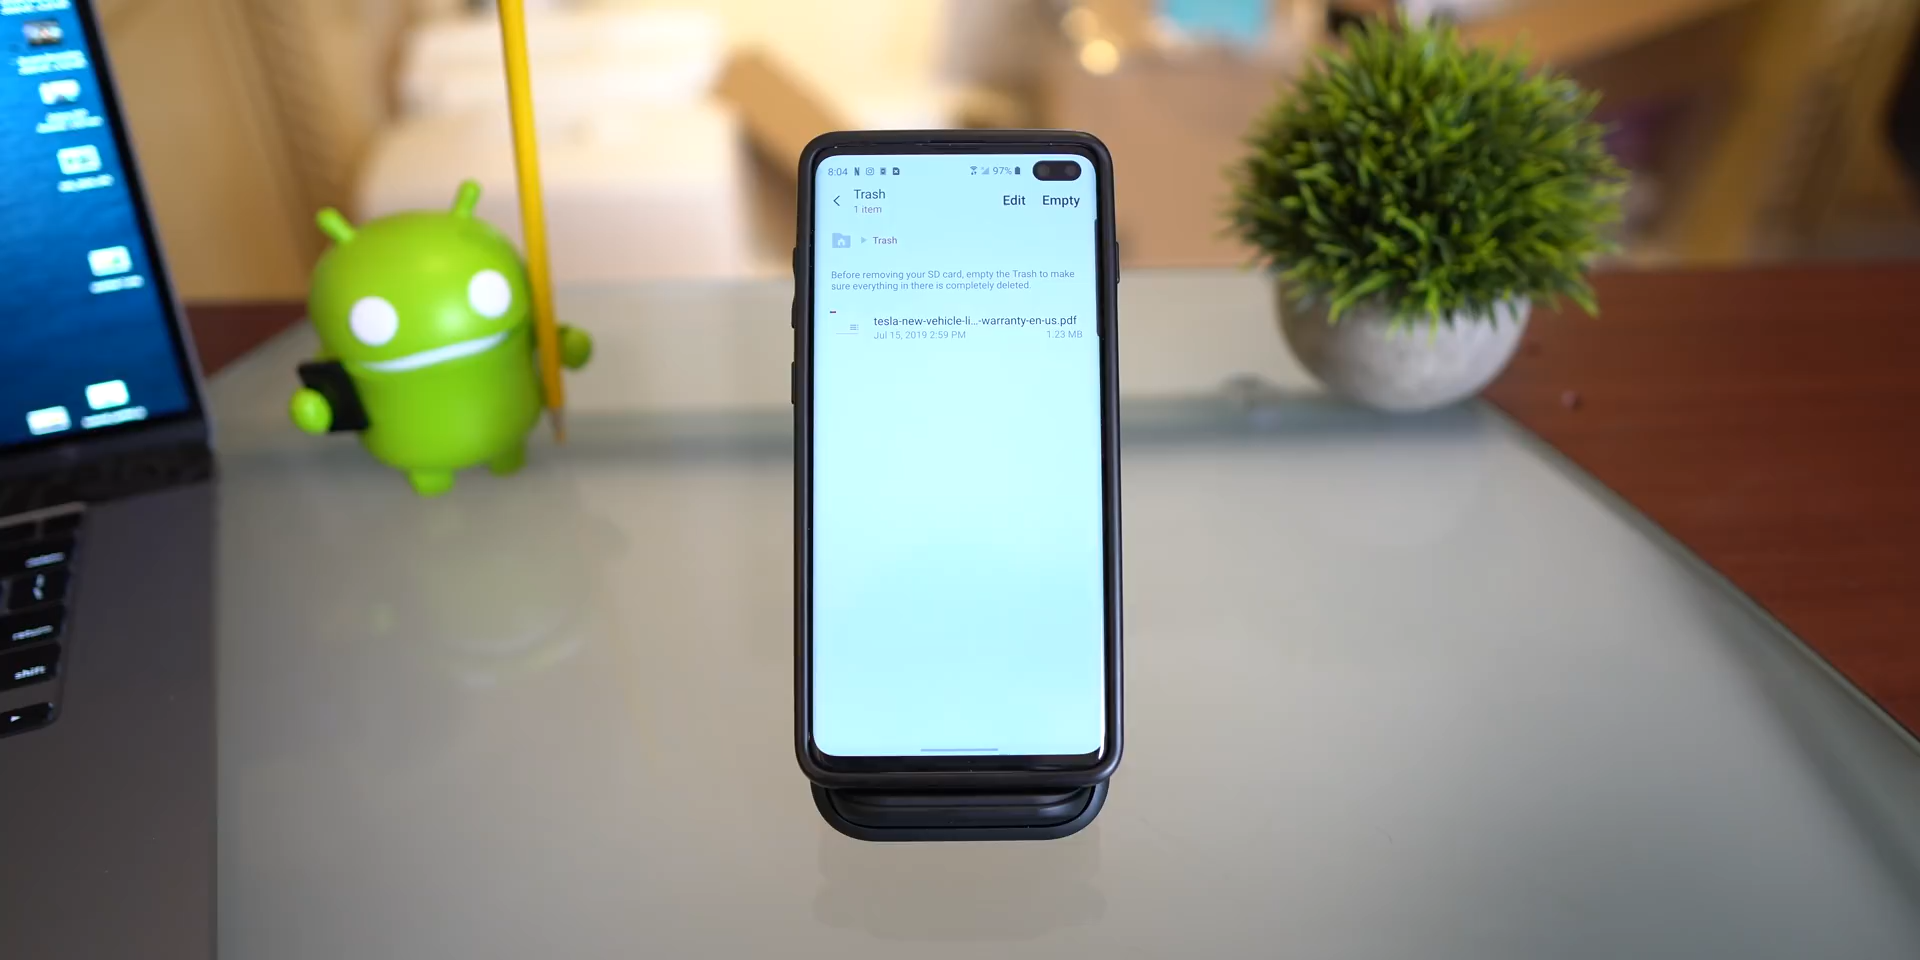 8:04
97%
Trash
1 item
Edit
Empty
Trash
Before removing your SD card, empty the Trash to make
sure everything in there is completely deleted.
tesla-new-vehicle-li...-warranty-en-us.pdf
Jul 15, 2019 2:59 PM
1.23 MB
return
shift